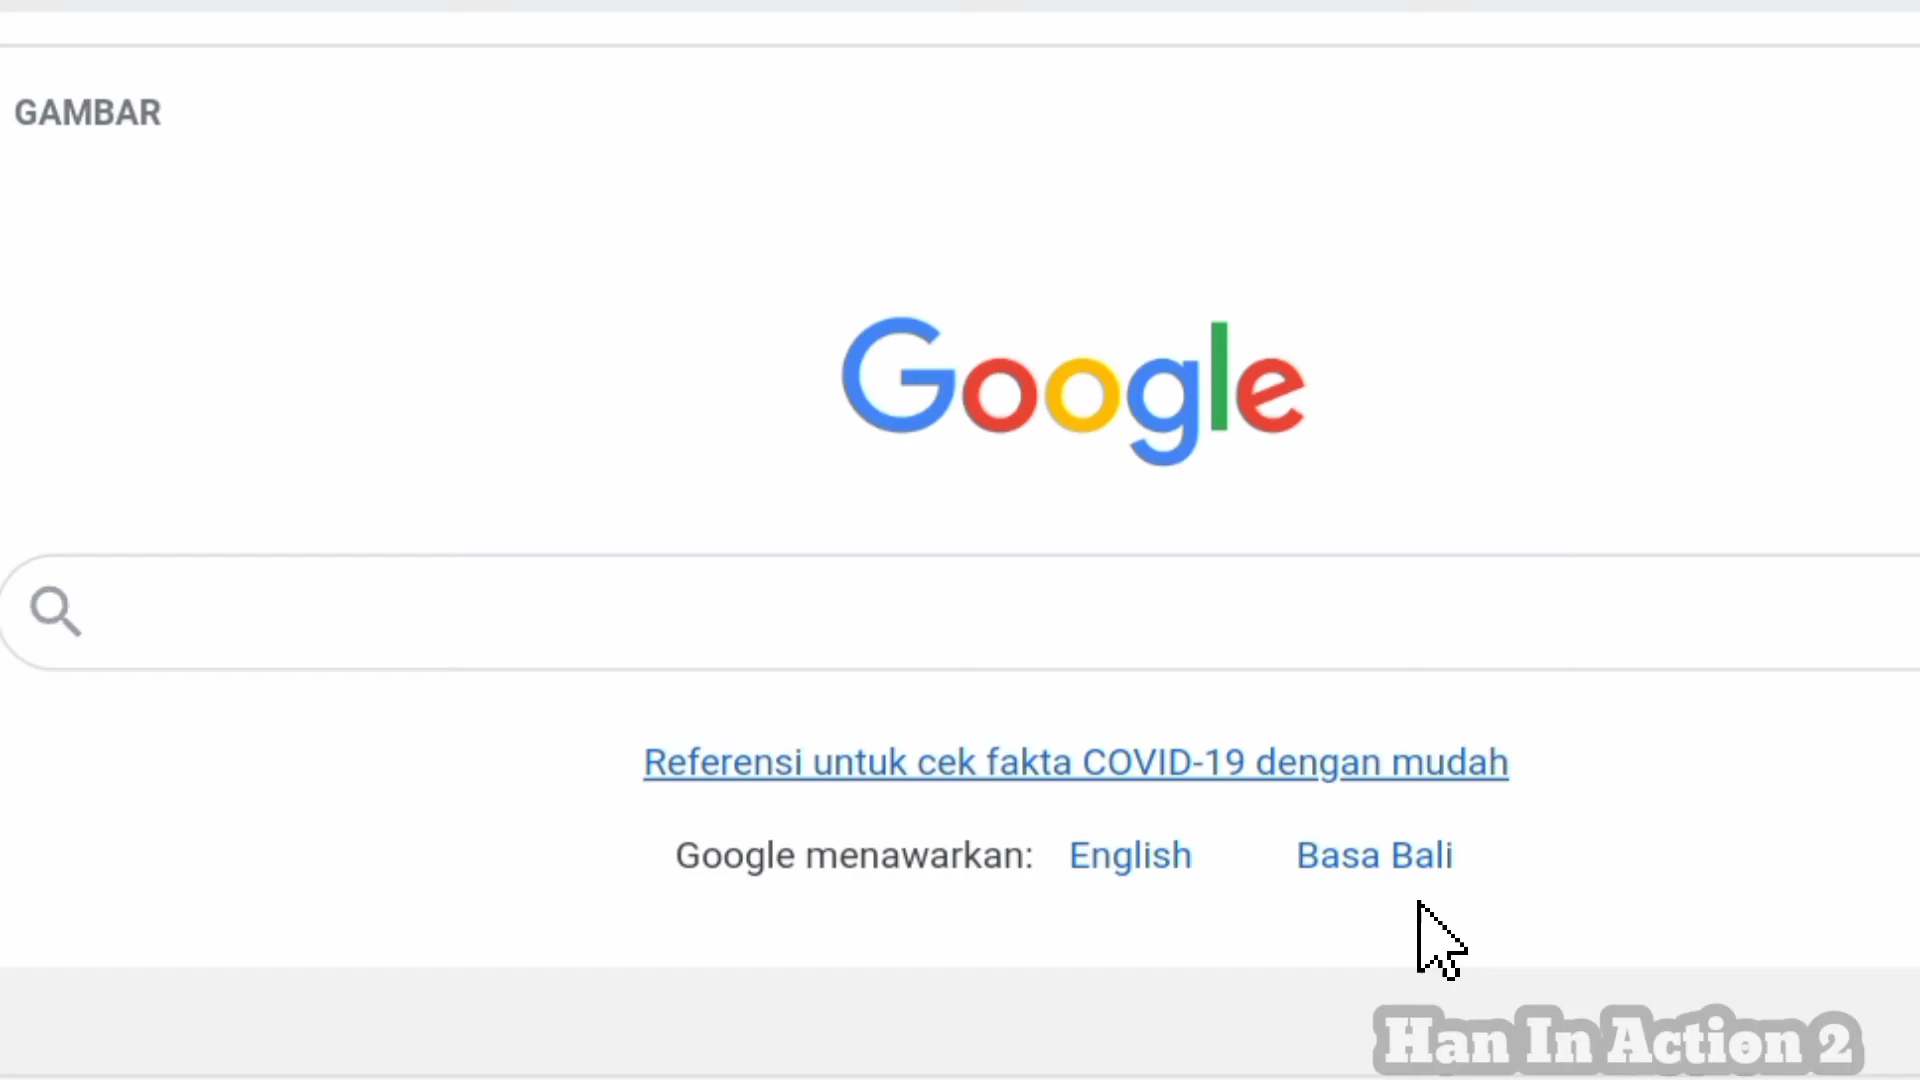 GAMBAR
Google
Referensi untuk cek fakta COVID-19 dengan mudah
Google menawarkan: English Basa Bali
Han In Action 2